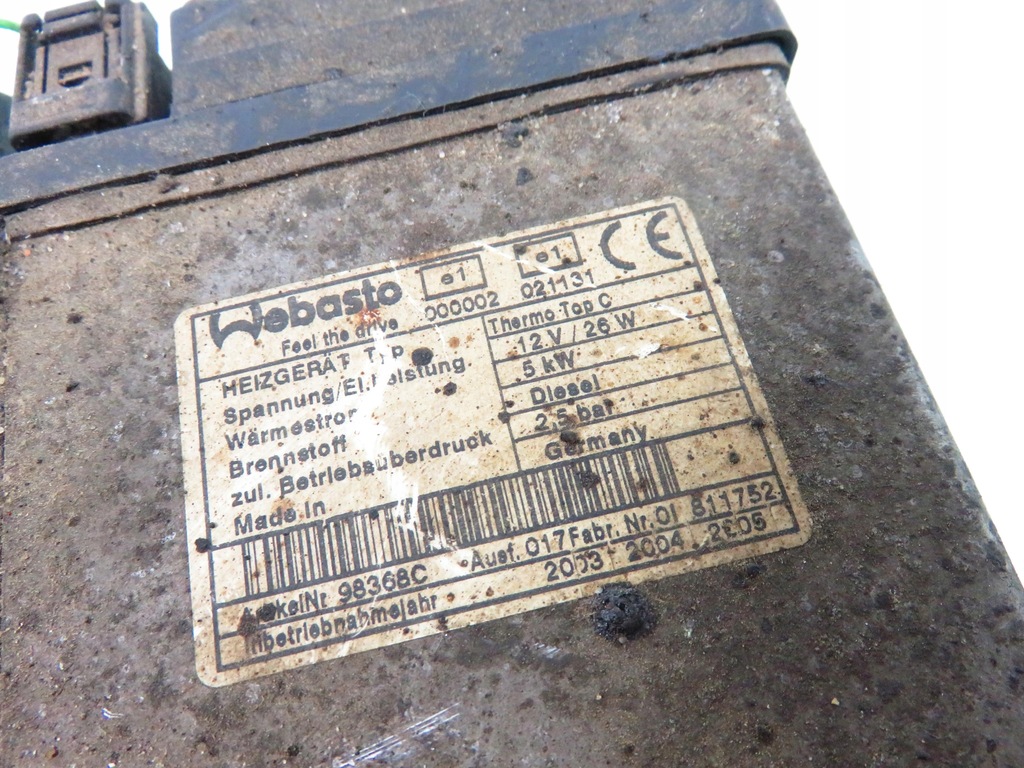 Webasto
Feel the drive
e1
000002
e1
021131
CE
HEIZGERÄT Typ Thermo Top C
Spannung/El.Leistung. 12 V / 26 W
Wärmestrom 5 kW
Brennstoff Diesel
zul. Betriebsüberdruck 2,5 bar
Made in Germany
ArtikelNr 98368C Ausf. 017 Fabr. Nr. 01 811752
Inbetriebnahmejahr 2003 2004 2005